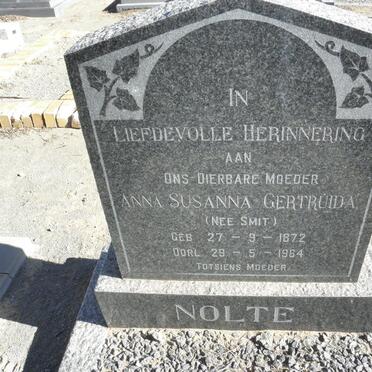 IN
LIEFDEVOLLE HERINNERING
AAN
ONS DIERBARE MOEDER
ANNA SUSANNA GERTRUIDA
(NEE SMIT)
GEB 27 - 9 - 1872
OORL 29 - 5 - 1964
TOTSIENS MOEDER
NOLTE